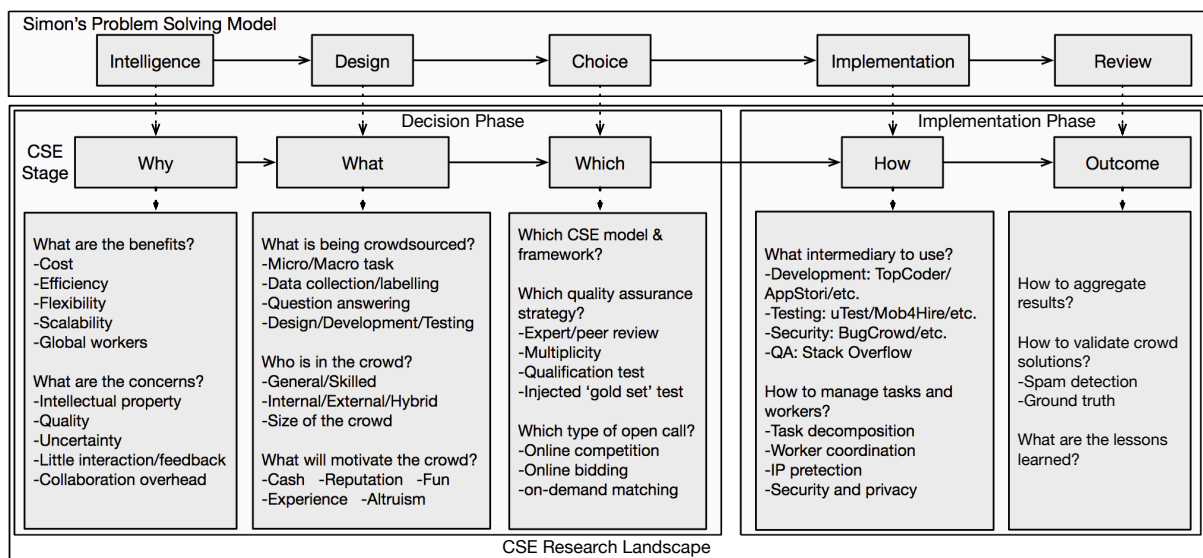 Simon's Problem Solving Model
Intelligence
Design
Choice
Implementation
Review
Decision Phase
Implementation Phase
CSE
Stage
Why
What
Which
How
Outcome
What are the benefits?
-Cost
-Efficiency
-Flexibility
-Scalability
-Global workers
What are the concerns?
-Intellectual property
-Quality
-Uncertainty
-Little interaction/feedback
-Collaboration overhead
What is being crowdsourced?
-Micro/Macro task
-Data collection/labelling
-Question answering
-Design/Development/Testing
Who is in the crowd?
-General/Skilled
-Internal/External/Hybrid
-Size of the crowd
What will motivate the crowd?
-Cash -Reputation -Fun
-Experience -Altruism
Which CSE model &
framework?
Which quality assurance
strategy?
-Expert/peer review
-Multiplicity
-Qualification test
-Injected 'gold set' test
Which type of open call?
-Online competition
-Online bidding
-on-demand matching
What intermediary to use?
-Development: TopCoder/
AppStori/etc.
-Testing: uTest/Mob4Hire/etc.
-Security: BugCrowd/etc.
-QA: Stack Overflow
How to manage tasks and
workers?
-Task decomposition
-Worker coordination
-IP pretection
-Security and privacy
How to aggregate
results?
How to validate crowd
solutions?
-Spam detection
-Ground truth
What are the lessons
learned?
CSE Research Landscape